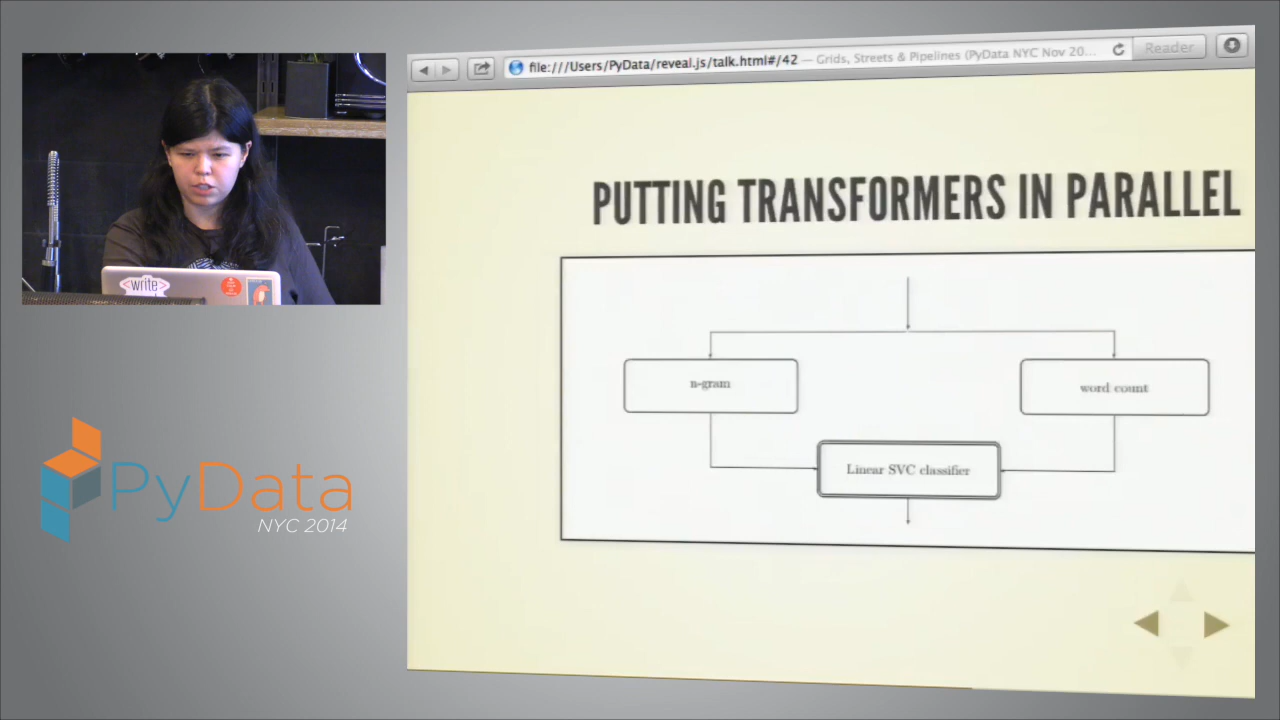 file:///Users/PyData/reveal.js/talk.html#/42 — Grids, Streets & Pipelines (PyData NYC Nov 20...
Reader
PUTTING TRANSFORMERS IN PARALLEL
n-gram
word count
Linear SVC classifier
<write>
PyData
NYC 2014